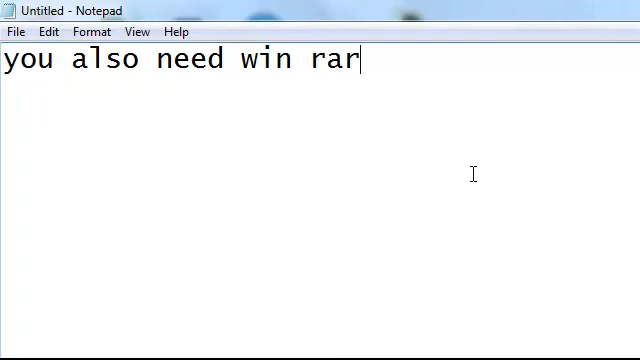 Untitled - Notepad
File Edit Format View Help
you also need win rar